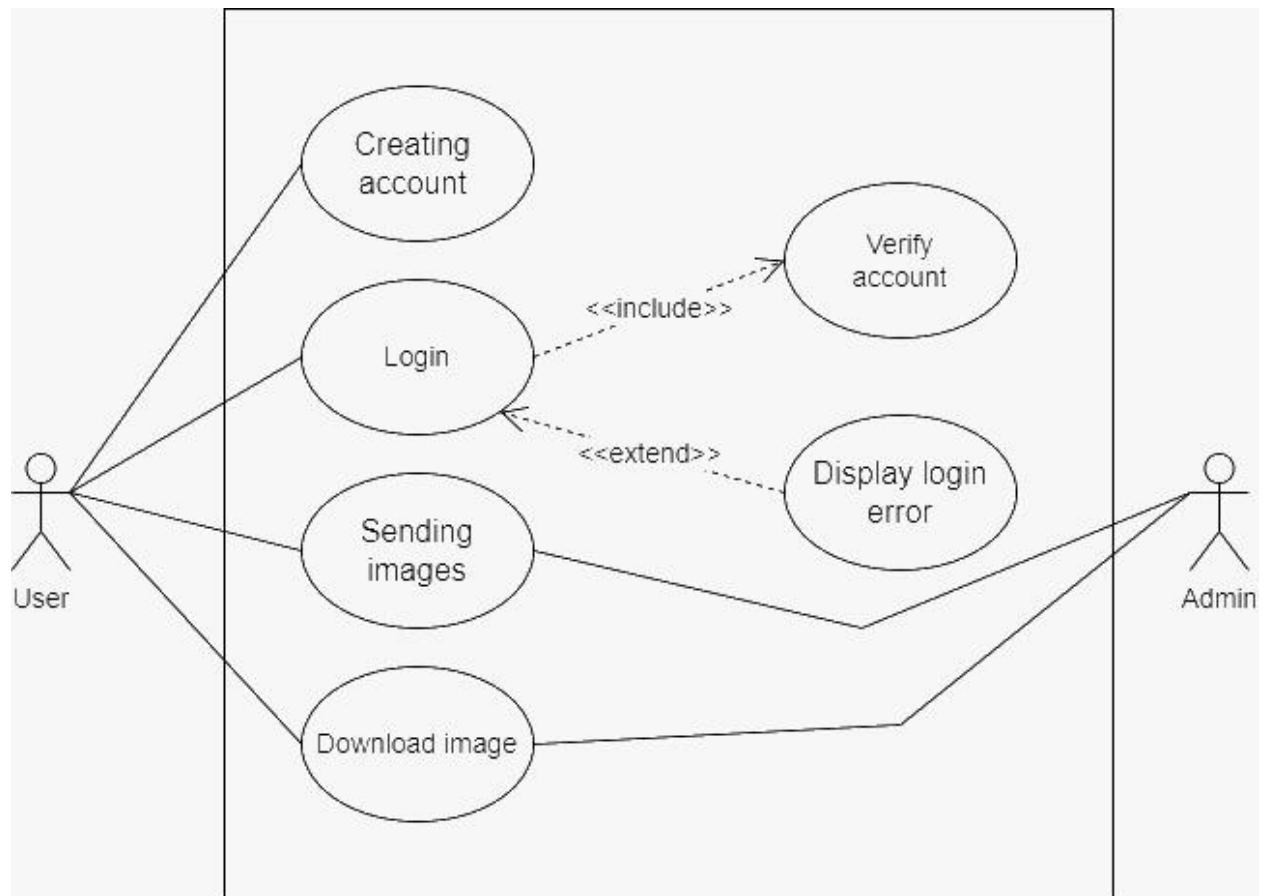 Creating
account
Verify
account
<<include>>
Login
<<extend>>
Display login
error
Sending
images
User
Admin
Download image